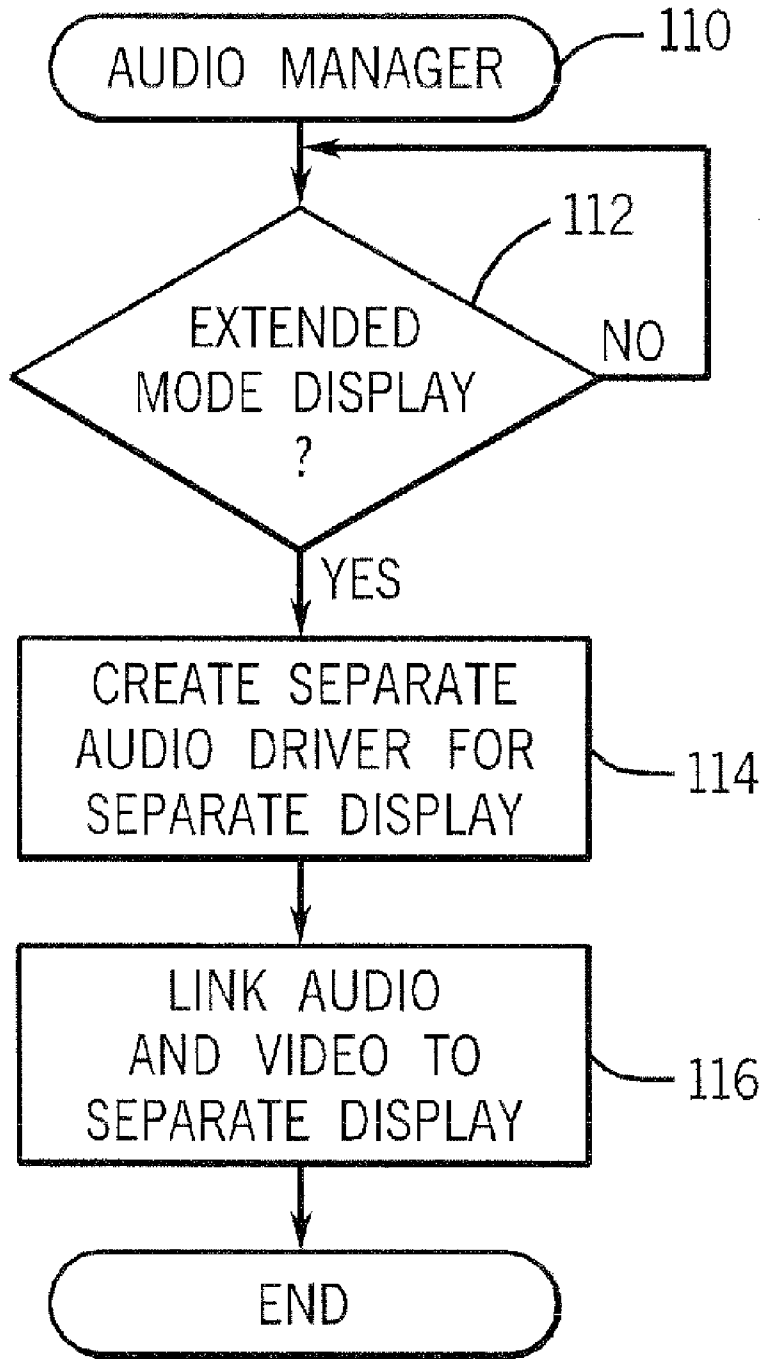 AUDIO MANAGER
110
112
EXTENDED
MODE DISPLAY
?
NO
YES
CREATE SEPARATE
AUDIO DRIVER FOR
SEPARATE DISPLAY
114
LINK AUDIO
AND VIDEO TO
SEPARATE DISPLAY
116
END